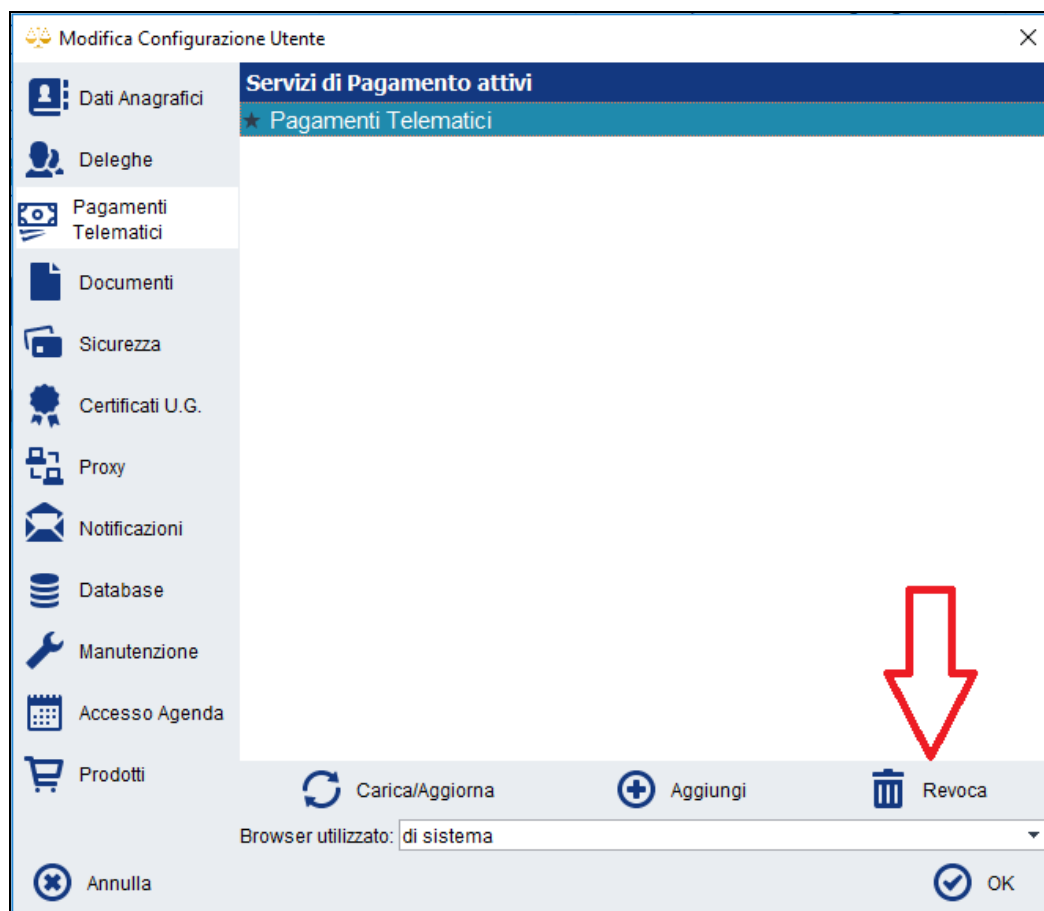 Modifica Configurazione Utente
Dati Anagrafici
Deleghe
Pagamenti
Telematici
Documenti
Sicurezza
Certificati U.G.
Proxy
Notificazioni
Database
Manutenzione
Accesso Agenda
Prodotti
Servizi di Pagamento attivi
★ Pagamenti Telematici
Carica/Aggiorna
Aggiungi
Revoca
Browser utilizzato: di sistema
Annulla
OK